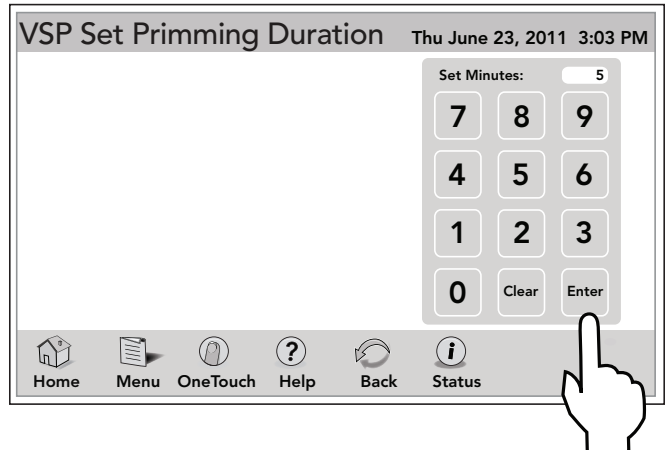 VSP Set Primming Duration Thu June 23, 2011 3:03 PM
Set Minutes: 5
7 8 9
4 5 6
1 2 3
0 Clear Enter
? i
Home Menu OneTouch Help Back Status